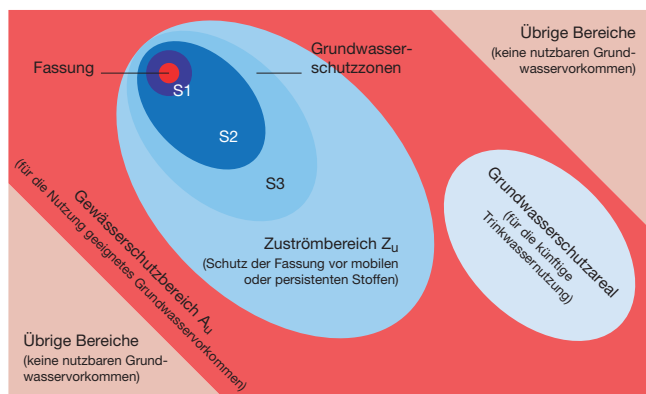 Übrige Bereiche
(keine nutzbaren Grund-
wasservorkommen)
Grundwasser-
schutzzonen
Fassung
S1
S2
S3
Grundwasserschutzareal
(für die künftige
Trinkwassernutzung)
Zuströmbereich Zu
(Schutz der Fassung vor mobilen
oder persistenten Stoffen)
Gewässerschutzbereich Au
(für die Nutzung geeignetes Grundwasservorkommen)
Übrige Bereiche
(keine nutzbaren Grund-
wasservorkommen)